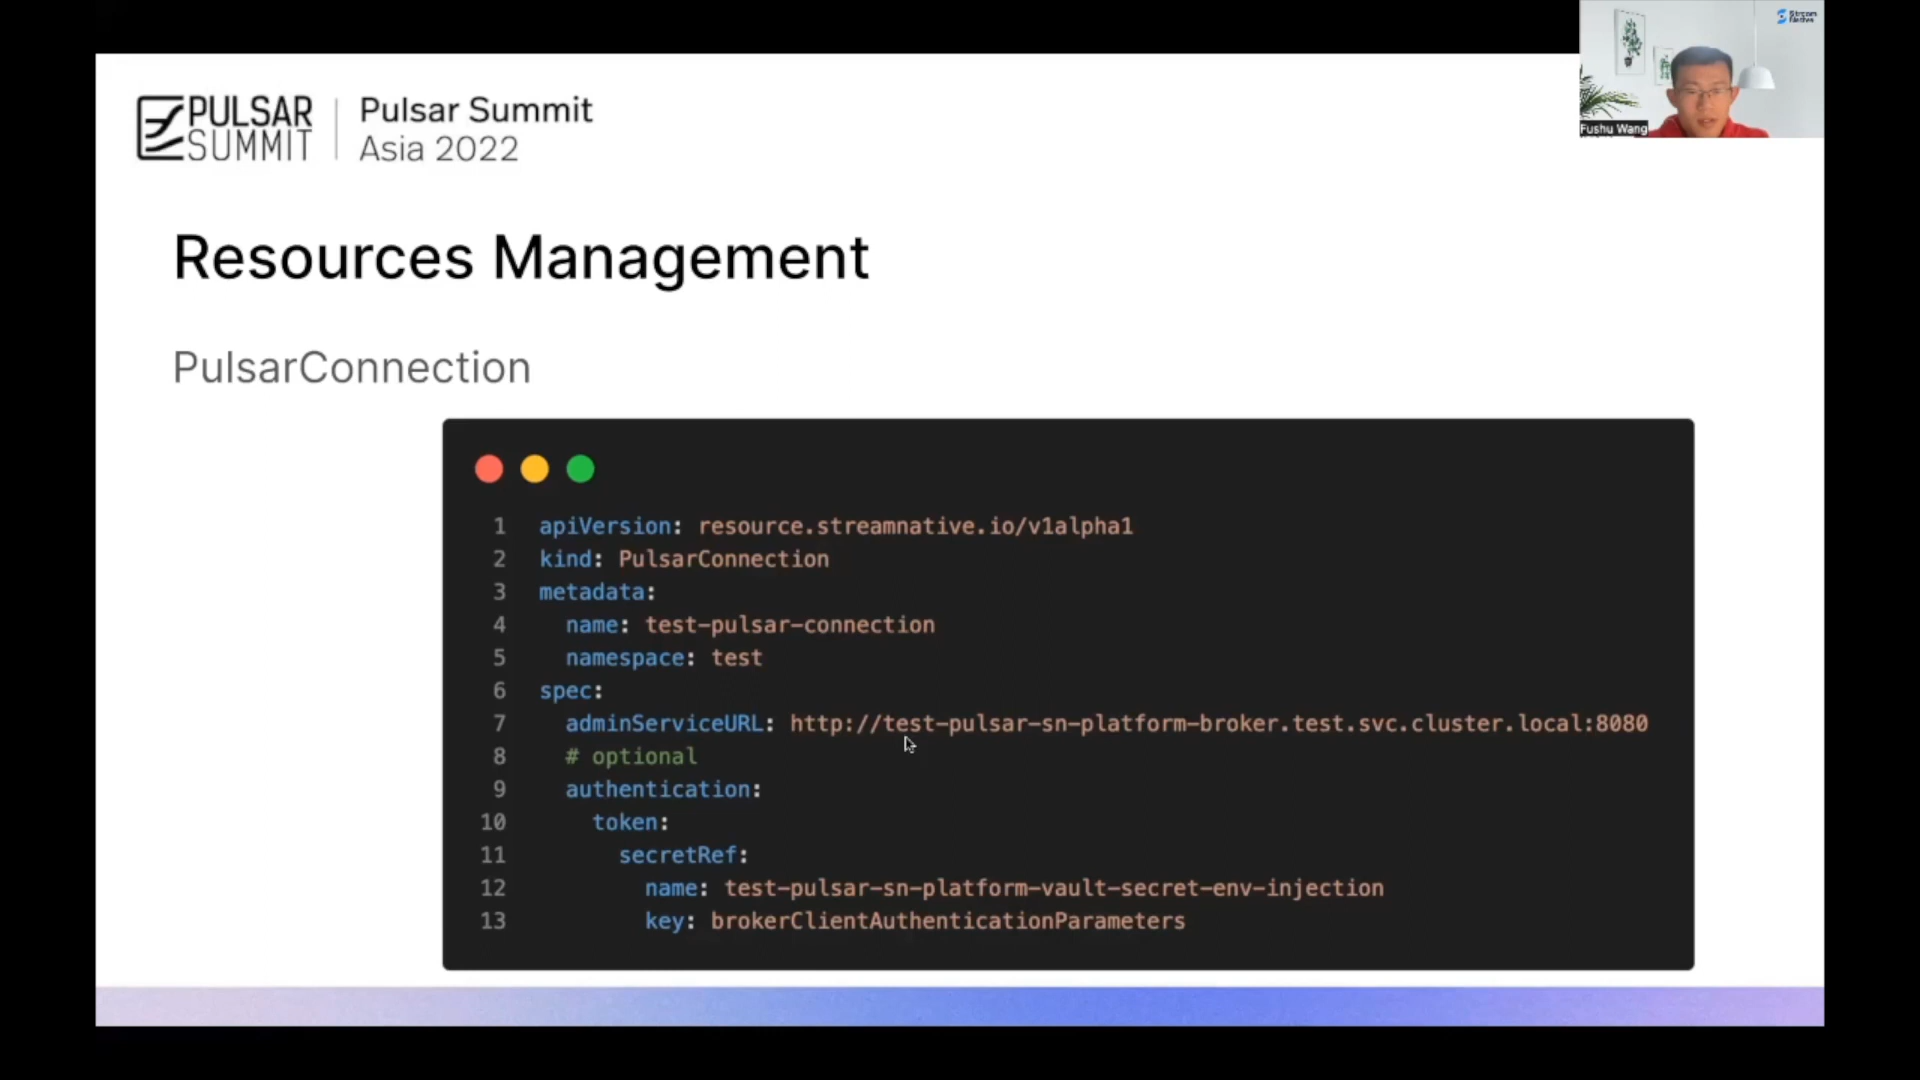 Stream
Native
Fushu Wang
PULSAR
SUMMIT
Pulsar Summit
Asia 2022
Resources Management
PulsarConnection
1 apiVersion: resource.streamnative.io/v1alpha1
2 kind: PulsarConnection
3 metadata:
4   name: test-pulsar-connection
5   namespace: test
6 spec:
7   adminServiceURL: http://test-pulsar-sn-platform-broker.test.svc.cluster.local:8080
8   # optional
9   authentication:
10     token:
11       secretRef:
12         name: test-pulsar-sn-platform-vault-secret-env-injection
13         key: brokerClientAuthenticationParameters